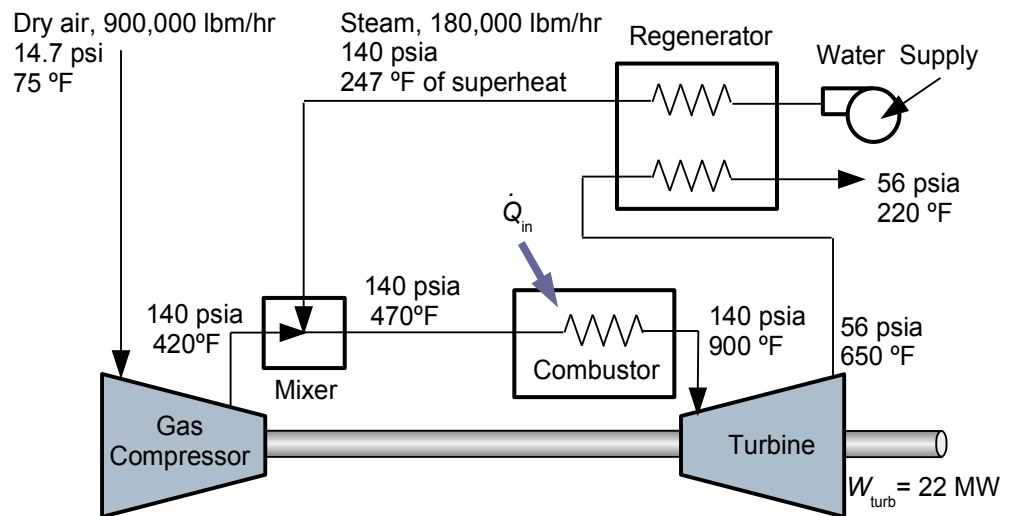 Dry air, 900,000 lbm/hr
14.7 psi
75 ºF
Steam, 180,000 lbm/hr
140 psia
247 ºF of superheat
Regenerator
Water Supply
56 psia
220 ºF
Q̇in
140 psia
420ºF
140 psia
470ºF
140 psia
900 ºF
56 psia
650 ºF
Mixer
Combustor
Gas
Compressor
Turbine
Wturb = 22 MW